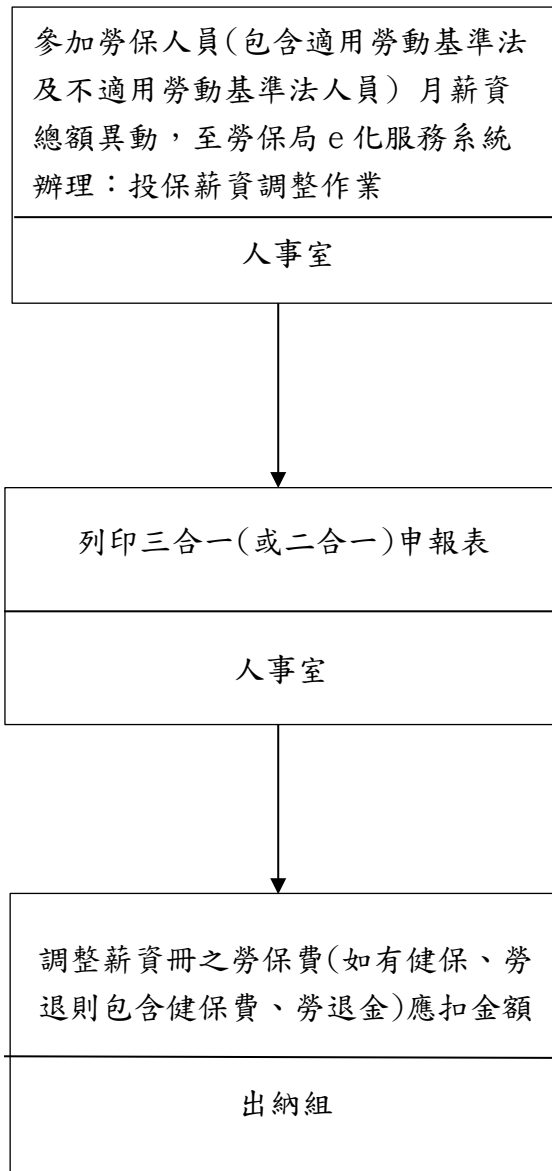 參加勞保人員(包含適用勞動基準法
及不適用勞動基準法人員) 月薪資
總額異動，至勞保局 e 化服務系統
辦理：投保薪資調整作業
人事室
列印三合一(或二合一)申報表
人事室
調整薪資冊之勞保費(如有健保、勞
退則包含健保費、勞退金)應扣金額
出納組